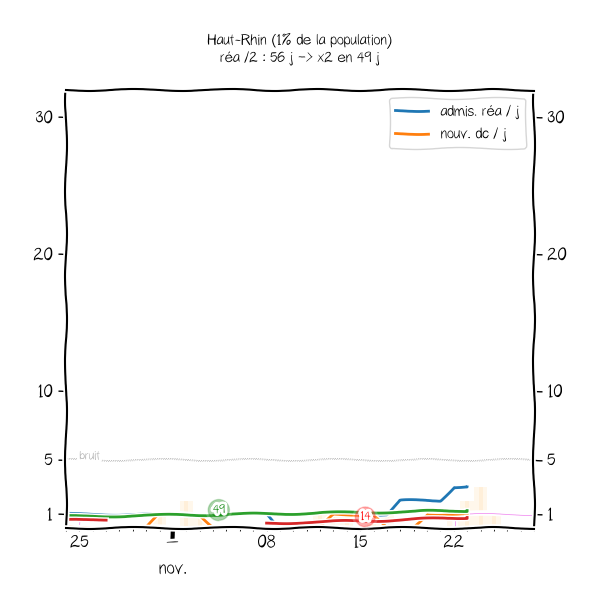 Haut-Rhin (1% de la population)
réa /2 : 56 j -> x2 en 49 j
admis. réa / j
nouv. dc / j
30
30
20
20
10
10
5
bruit
5
1
49
14
1
25
1
08
15
22
nov.